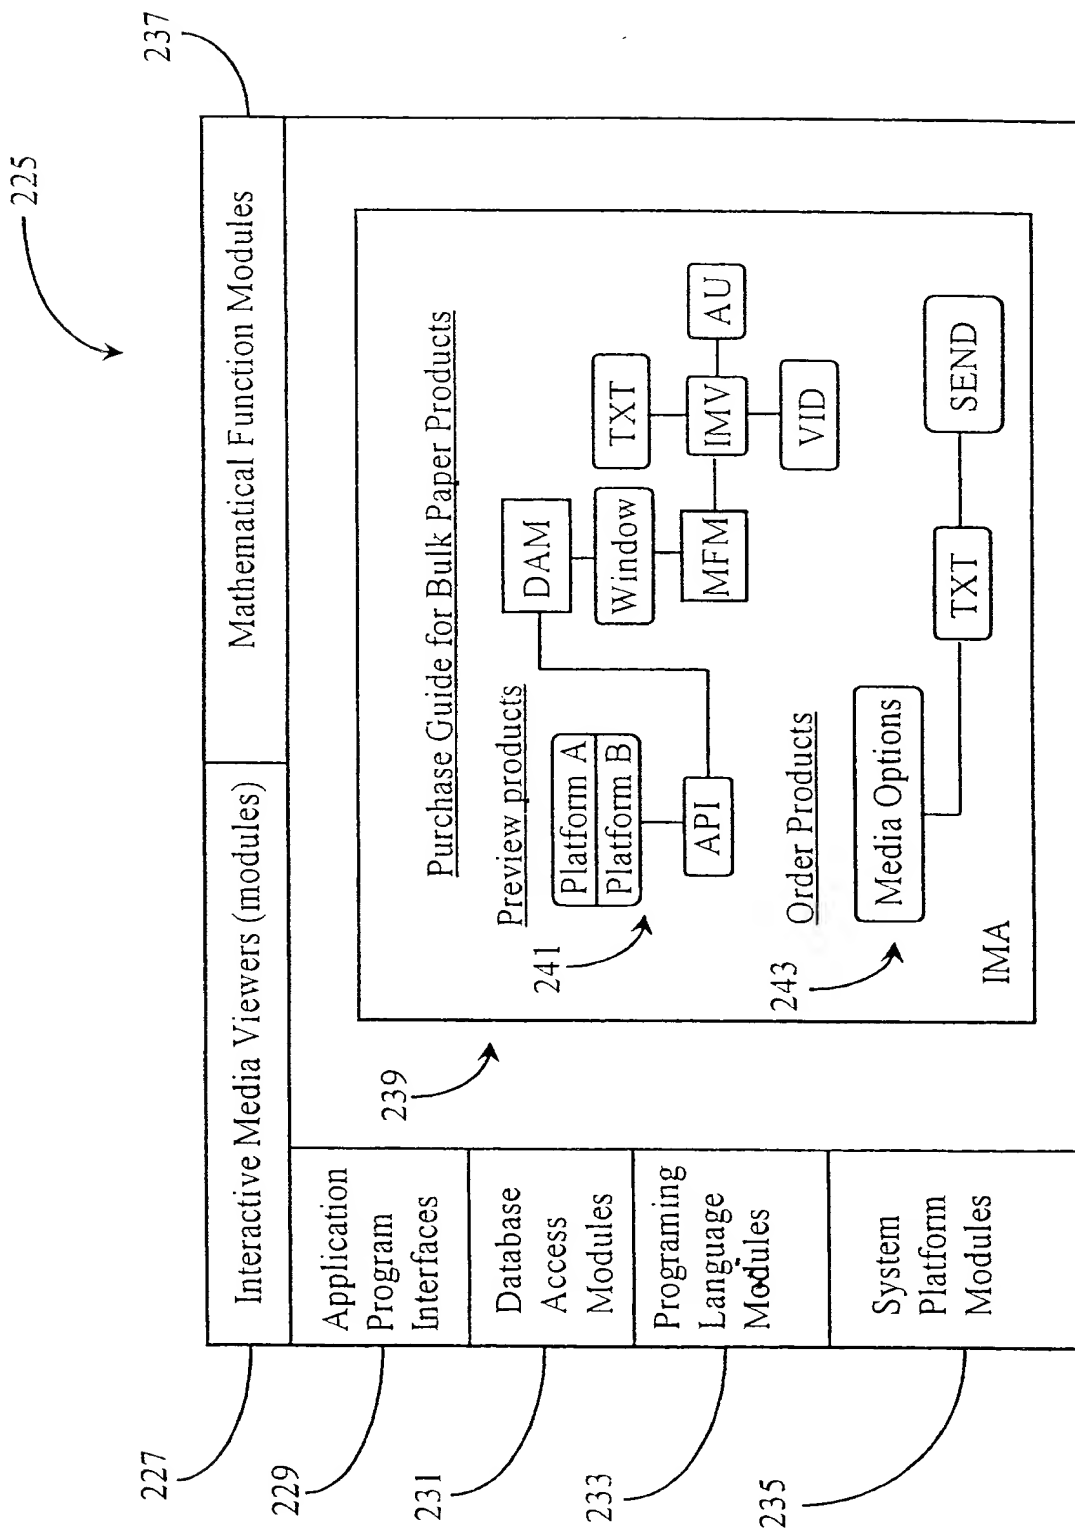 225
237
Interactive Media Viewers (modules)
Mathematical Function Modules
227
Application
Program
Interfaces
229
Database
Access
Modules
231
Programing
Language
Modules
233
System
Platform
Modules
235
239
Purchase Guide for Bulk Paper Products
Preview products
Platform A
Platform B
241
API
DAM
Window
MFM
TXT
IMV
AU
VID
Order Products
243
Media Options
TXT
SEND
IMA